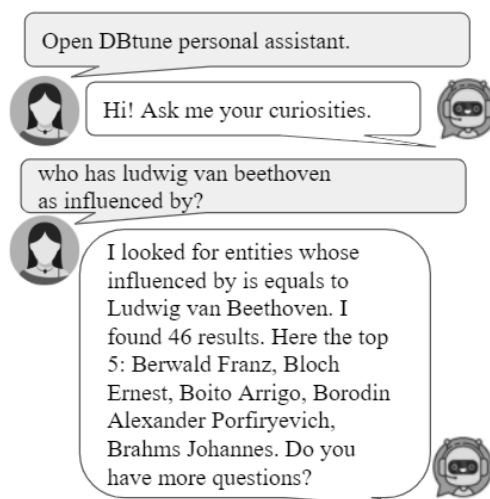 Open DBtune personal assistant.
Hi! Ask me your curiosities.
who has ludwig van beethoven
as influenced by?
I looked for entities whose
influenced by is equals to
Ludwig van Beethoven. I
found 46 results. Here the top
5: Berwald Franz, Bloch
Ernest, Boito Arrigo, Borodin
Alexander Porfiryevich,
Brahms Johannes. Do you
have more questions?